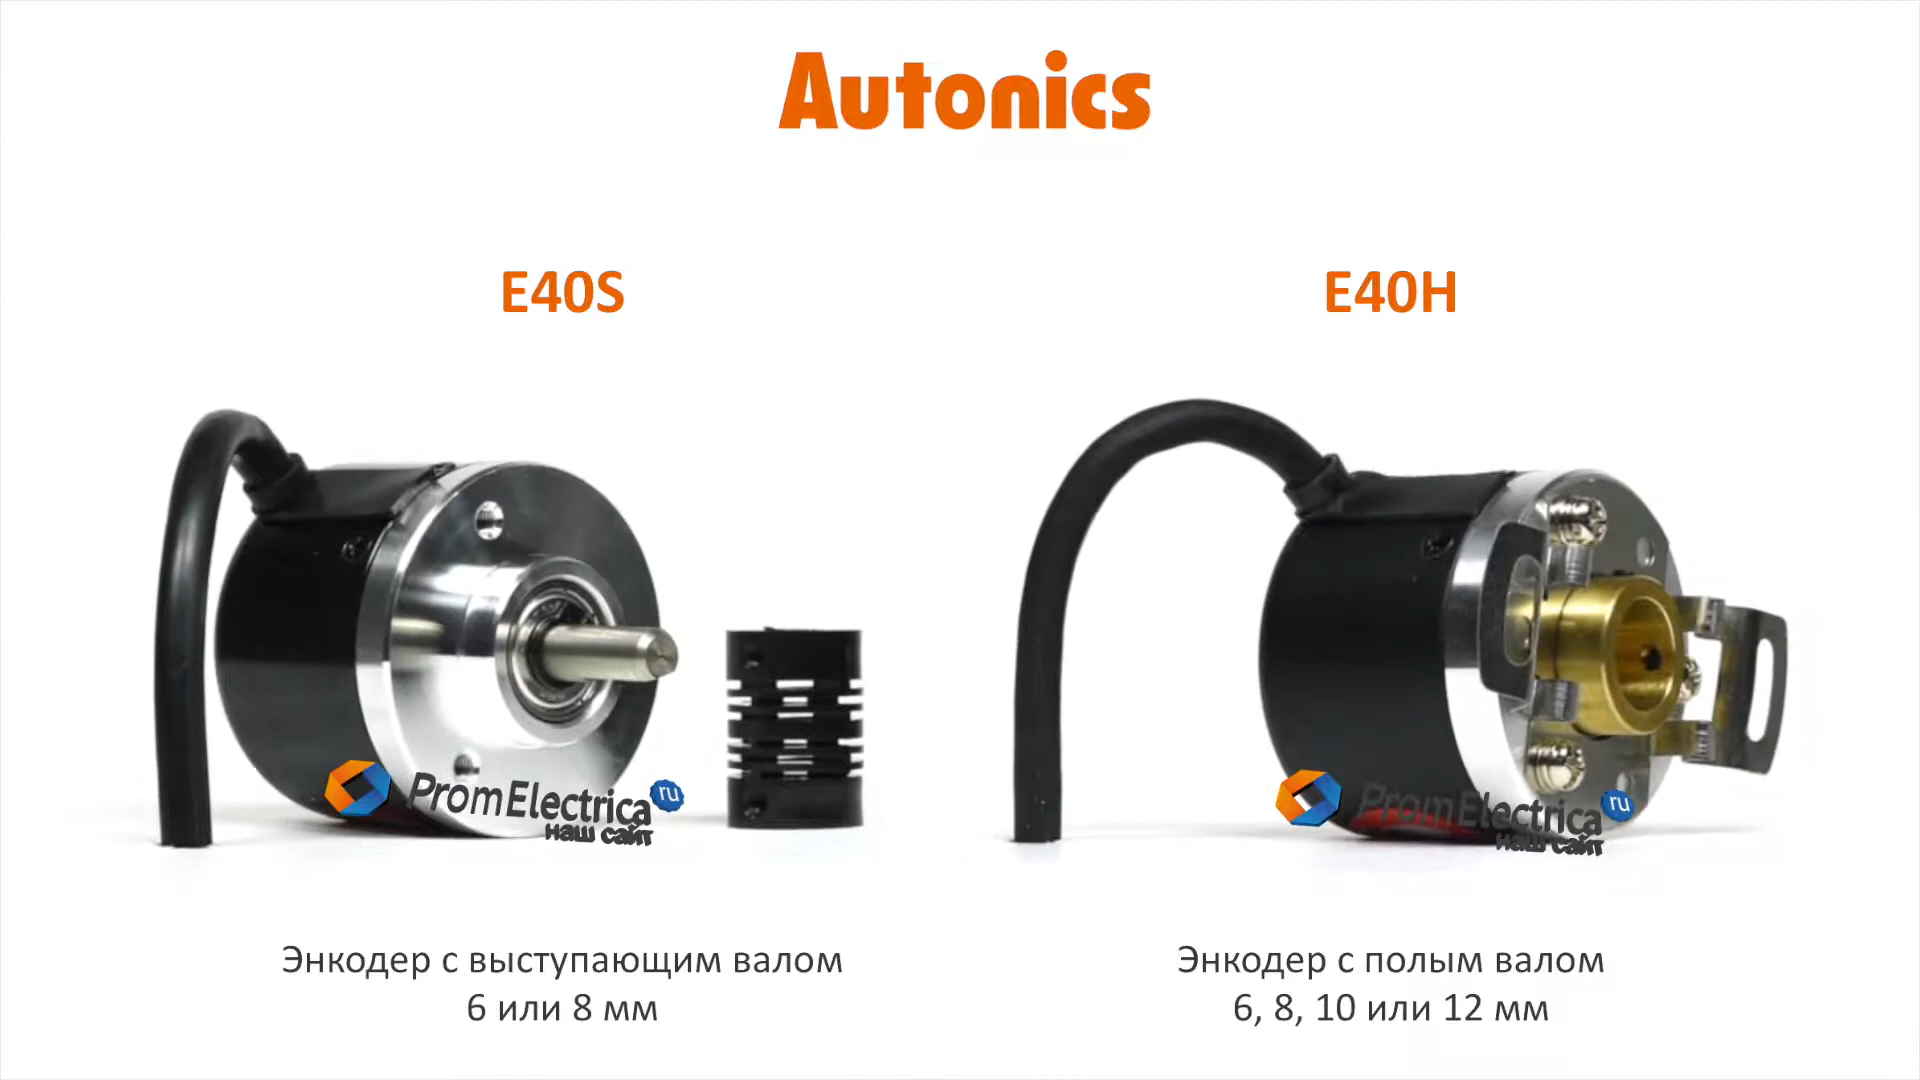 Autonics
E40S
E40H
PromElectrica ru
наш сайт
PromElectrica ru
наш сайт
Энкодер с выступающим валом
6 или 8 мм
Энкодер с полым валом
6, 8, 10 или 12 мм